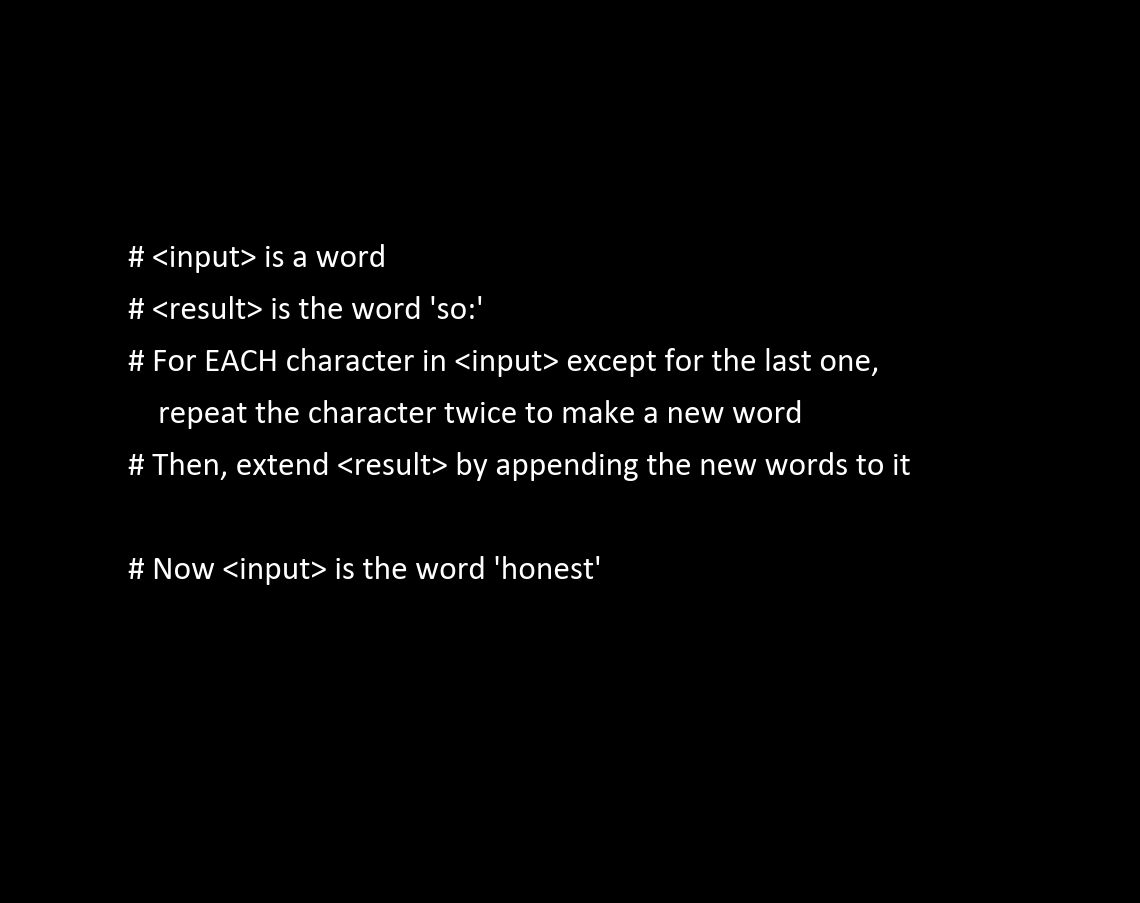 # <input> is a word
# <result> is the word 'so:'
# For EACH character in <input> except for the last one,
repeat the character twice to make a new word
# Then, extend <result> by appending the new words to it
# Now <input> is the word 'honest'